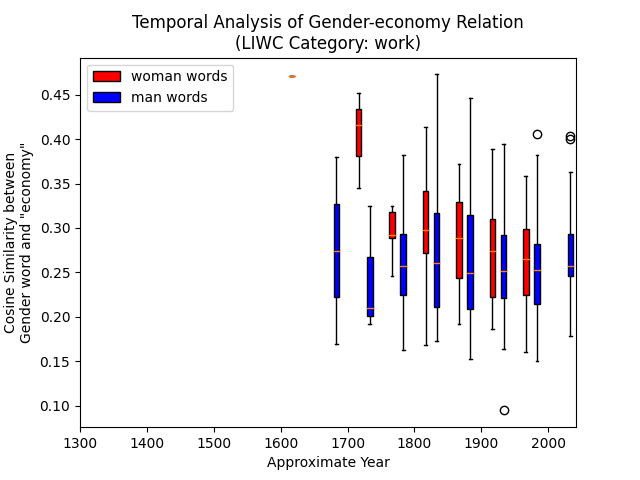 Temporal Analysis of Gender-economy Relation
(LIWC Category: work)
woman words
man words
0.45
0.40
0.35
0.30
0.25
0.20
0.15
0.10
Cosine Similarity between
Gender word and "economy"
1300 1400 1500 1600 1700 1800 1900 2000
Approximate Year